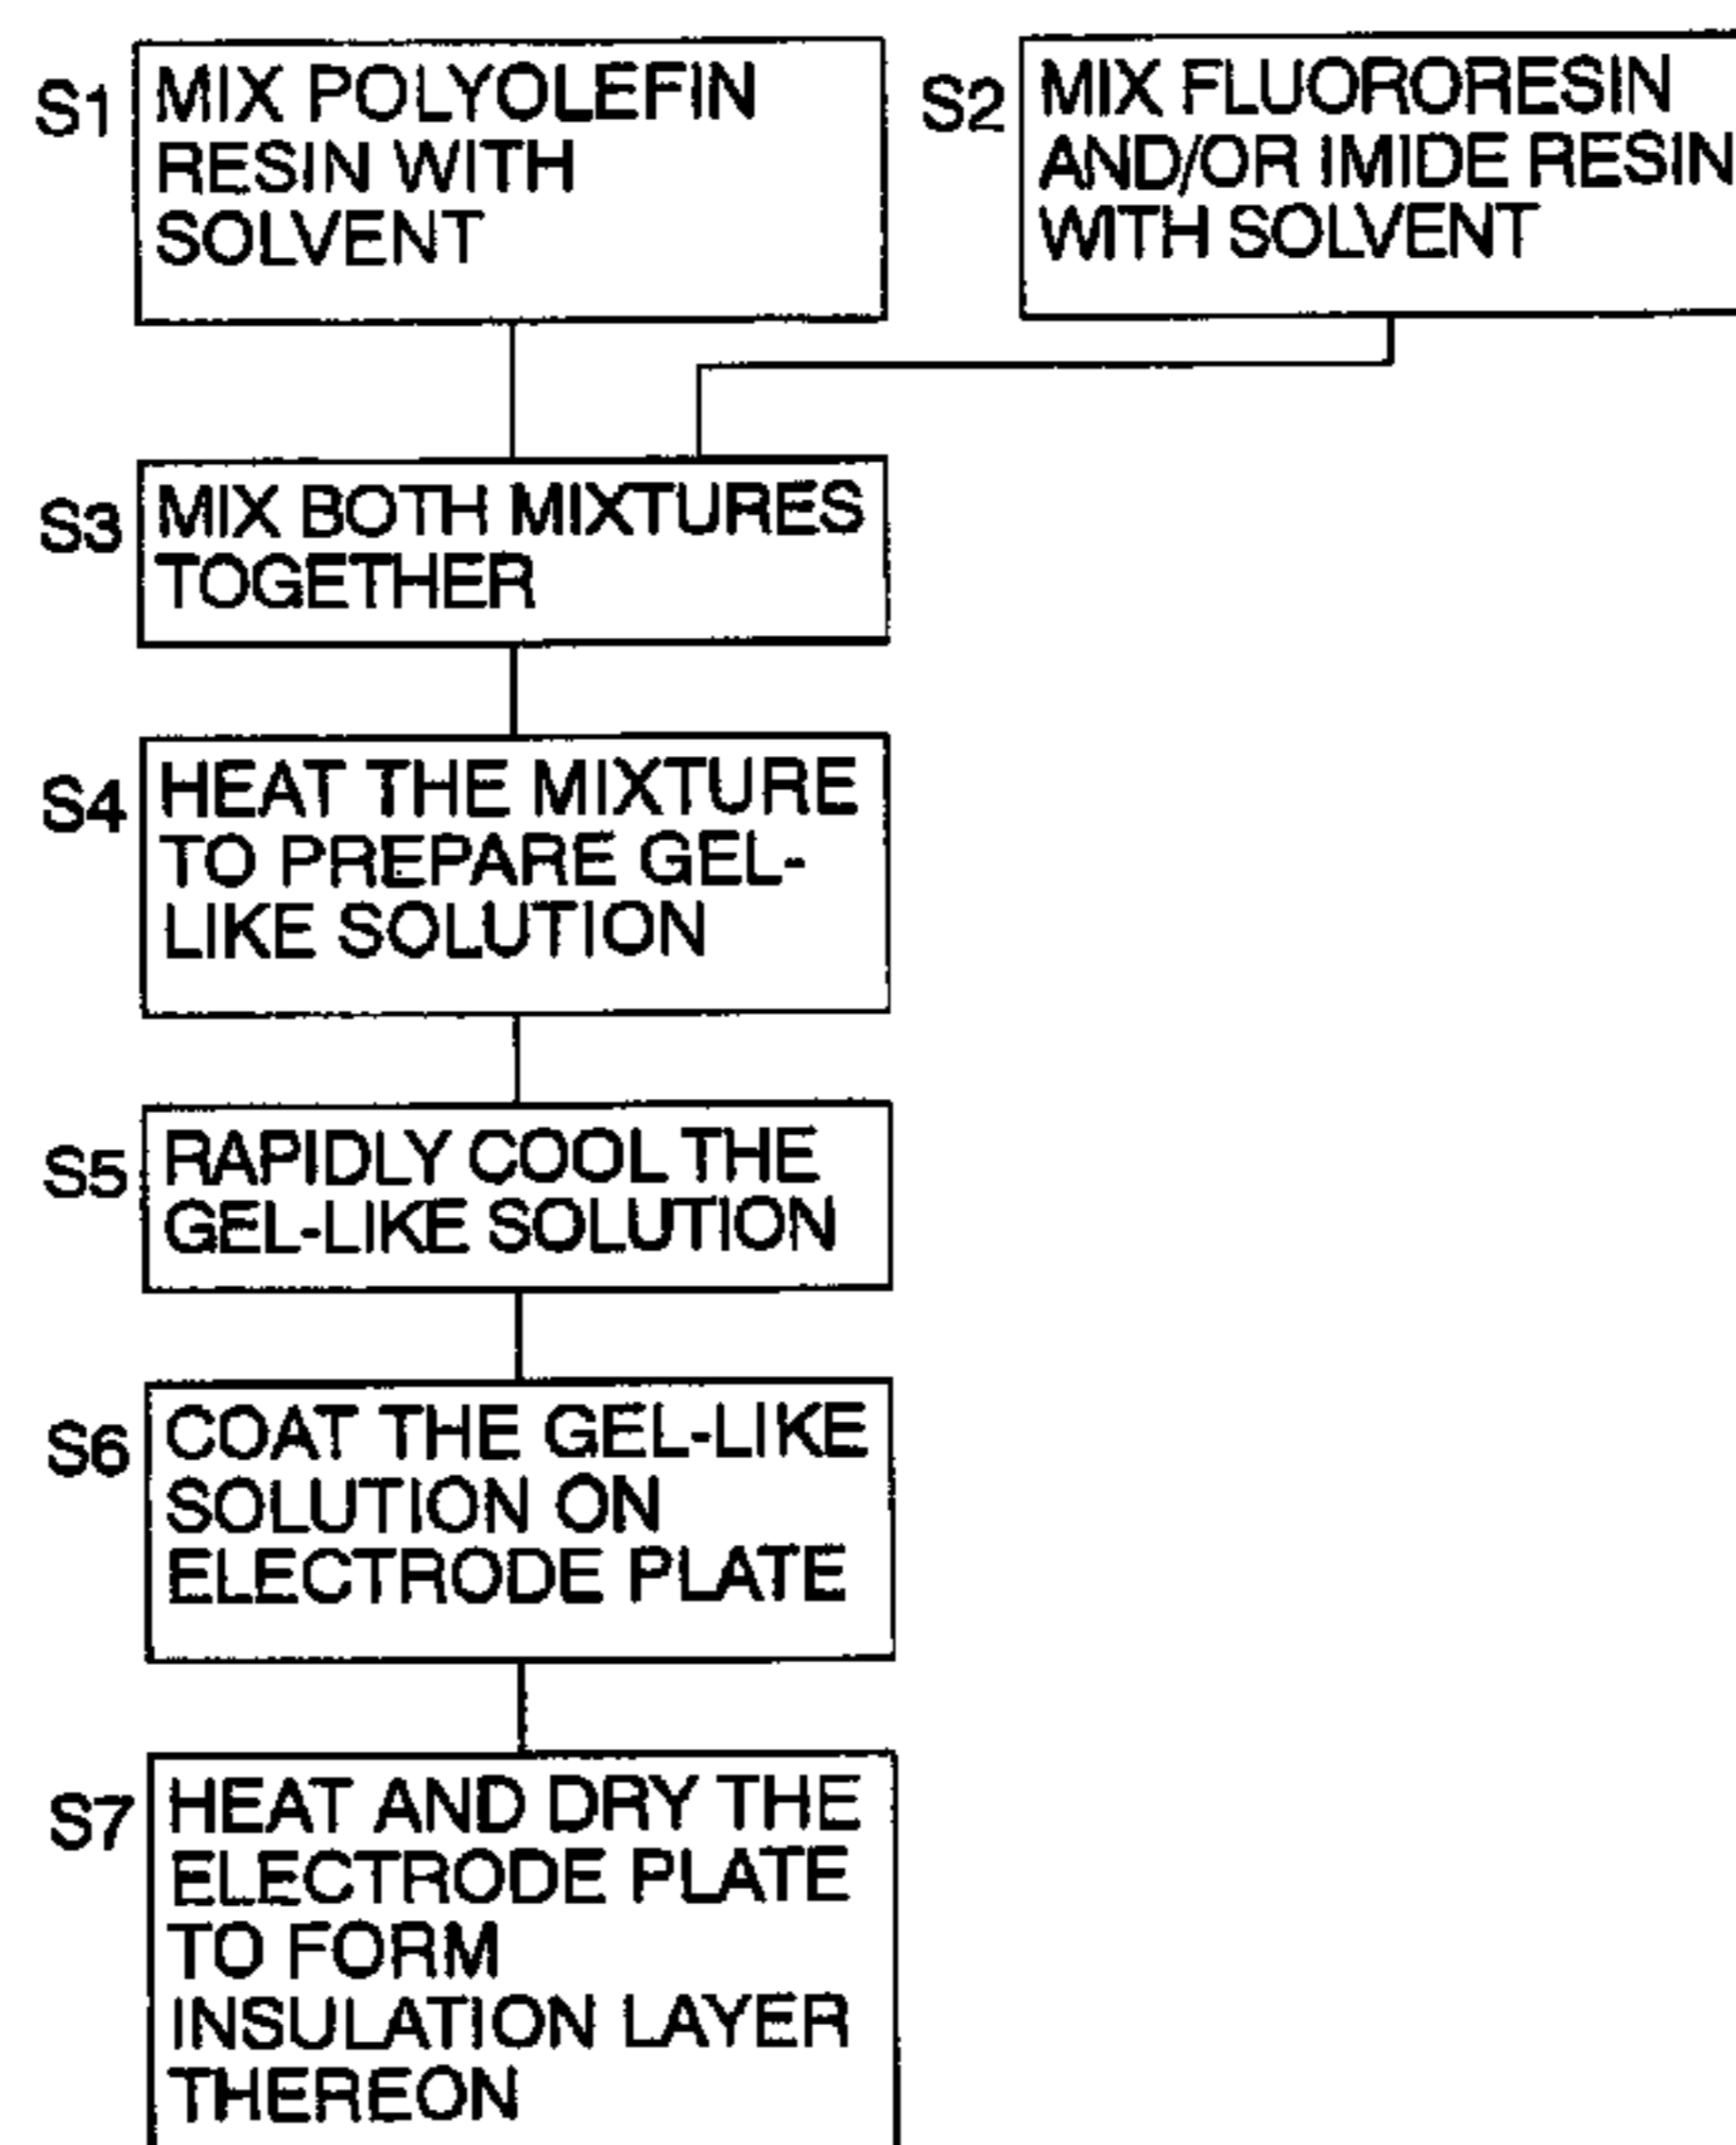 S1
MIX POLYOLEFIN
RESIN WITH
SOLVENT
S2
MIX FLUORORESIN
AND/OR IMIDE RESIN
WITH SOLVENT
S3
MIX BOTH MIXTURES
TOGETHER
S4
HEAT THE MIXTURE
TO PREPARE GEL-
LIKE SOLUTION
S5
RAPIDLY COOL THE
GEL-LIKE SOLUTION
S6
COAT THE GEL-LIKE
SOLUTION ON
ELECTRODE PLATE
S7
HEAT AND DRY THE
ELECTRODE PLATE
TO FORM
INSULATION LAYER
THEREON